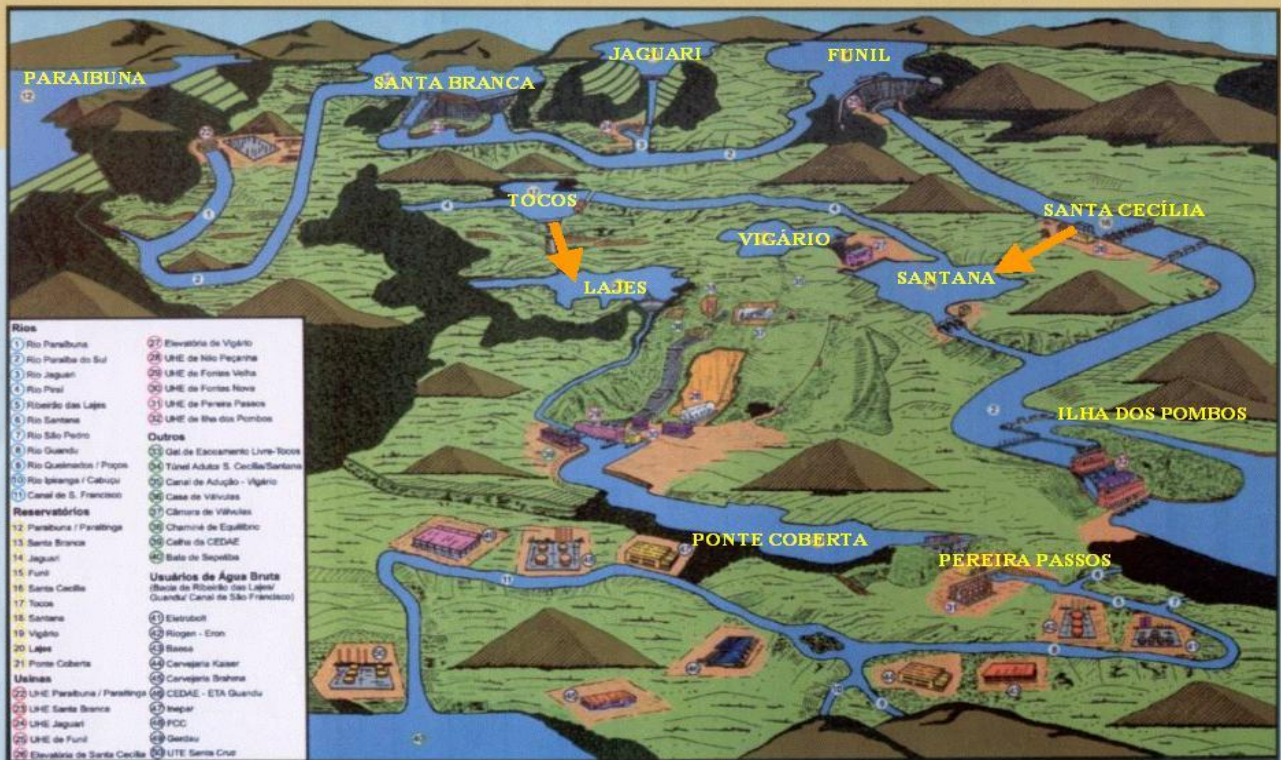 PARAIBUNA
SANTA BRANCA
JAGUARI
FUNIL
TOCOS
VIGÁRIO
SANTA CECÍLIA
LAJES
SANTANA
ILHA DOS POMBOS
PONTE COBERTA
PEREIRA PASSOS
Rios
1 Rio Paraibuna
2 Rio Paraíba do Sul
3 Rio Jaguari
4 Rio Piraí
5 Ribeirão das Lajes
6 Rio Santana
7 Rio São Pedro
8 Rio Guandu
9 Rio Queimados / Poços
10 Rio Ipiranga / Cabuçu
11 Canal de S. Francisco
Reservatórios
12 Paraibuna / Paraitinga
13 Santa Branca
14 Jaguari
15 Funil
16 Santa Cecília
17 Tocos
18 Santana
19 Vigário
20 Lajes
21 Ponte Coberta
Usinas
22 UHE Paraibuna / Paraitinga
23 UHE Santa Branca
24 UHE Jaguari
25 UHE de Funil
26 Elevatória de Santa Cecília
27 Elevatória de Vigário
28 UHE de Nilo Peçanha
29 UHE de Fontes Velha
30 UHE de Fontes Nova
31 UHE de Pereira Passos
32 UHE de Ilha dos Pombos
Outros
33 Gal de Escoamento Livre-Tocos
34 Túnel Adutor S. Cecília/Santana
35 Canal de Adução - Vigário
36 Casa de Válvulas
37 Câmara de Válvulas
38 Chaminé de Equilíbrio
39 Calha da CEDAE
40 Baía de Sepetiba
Usuários de Água Bruta
(Bacia de Ribeirão das Lajes/
Guandu/ Canal de São Francisco)
41 Eletrobolt
42 Riogen - Eron
43 Baesa
44 Cervejaria Kaiser
45 Cervejaria Brahma
46 CEDAE - ETA Guandu
47 Inepar
48 FCC
49 Gerdau
50 UTE Santa Cruz